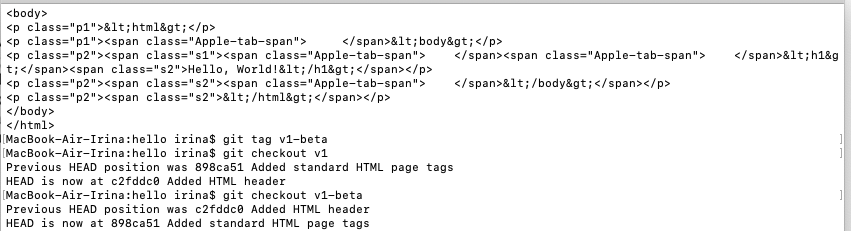 <body>
<p class="p1">&lt;html&gt;</p>
<p class="p1"><span class="Apple-tab-span">	</span>&lt;body&gt;</p>
<p class="p2"><span class="s1"><span class="Apple-tab-span">	</span><span class="Apple-tab-span">	</span>&lt;h1&g
t;</span><span class="s2">Hello, World!&lt;/h1&gt;</span></p>
<p class="p2"><span class="s2"><span class="Apple-tab-span">	</span>&lt;/body&gt;</span></p>
<p class="p2"><span class="s2">&lt;/html&gt;</span></p>
</body>
</html>
[MacBook-Air-Irina:hello irina$ git tag v1-beta ]
[MacBook-Air-Irina:hello irina$ git checkout v1 ]
Previous HEAD position was 898ca51 Added standard HTML page tags
HEAD is now at c2fddc0 Added HTML header
[MacBook-Air-Irina:hello irina$ git checkout v1-beta ]
Previous HEAD position was c2fddc0 Added HTML header
HEAD is now at 898ca51 Added standard HTML page tags